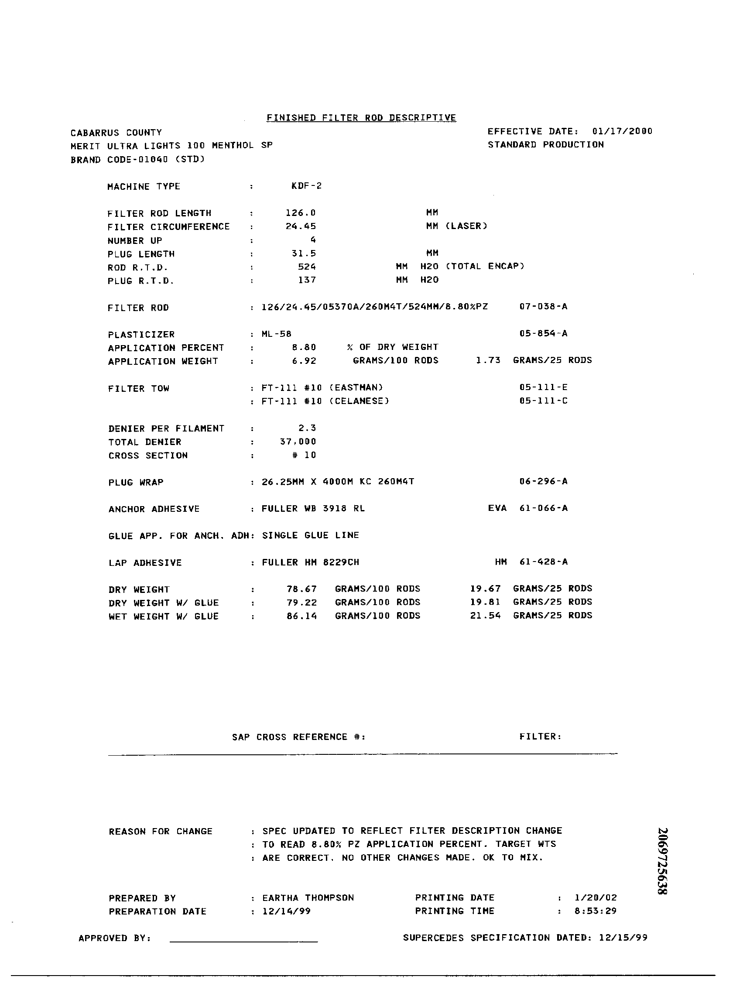 FINISHED FILTER ROD DESCRIPTIVE
CABARRUS COUNTY EFFECTIVE DATE: 01/17/2000
MERIT ULTRA LIGHTS 100 MENTHOL SP STANDARD PRODUCTION
BRAND CODE-01040 (STD)
MACHINE TYPE : KDF-2
FILTER ROD LENGTH : 126.0 MM
FILTER CIRCUMFERENCE : 24.45 MM (LASER)
NUMBER UP : 4
PLUG LENGTH : 31.5 MM
ROD R.T.D. : 524 MM H2O (TOTAL ENCAP)
PLUG R.T.D. : 137 MM H2O
FILTER ROD : 126/24.45/05370A/260M4T/524MM/8.80%PZ 07-038-A
PLASTICIZER : ML-58 05-854-A
APPLICATION PERCENT : 8.80 % OF DRY WEIGHT
APPLICATION WEIGHT : 6.92 GRAMS/100 RODS 1.73 GRAMS/25 RODS
FILTER TOW : FT-111 #10 (EASTMAN) 05-111-E
: FT-111 #10 (CELANESE) 05-111-C
DENIER PER FILAMENT : 2.3
TOTAL DENIER : 37,000
CROSS SECTION : # 10
PLUG WRAP : 26.25MM X 4000M KC 260M4T 06-296-A
ANCHOR ADHESIVE : FULLER WB 3918 RL EVA 61-066-A
GLUE APP. FOR ANCH. ADH: SINGLE GLUE LINE
LAP ADHESIVE : FULLER HM 8229CH HM 61-428-A
DRY WEIGHT : 78.67 GRAMS/100 RODS 19.67 GRAMS/25 RODS
DRY WEIGHT W/ GLUE : 79.22 GRAMS/100 RODS 19.81 GRAMS/25 RODS
WET WEIGHT W/ GLUE : 86.14 GRAMS/100 RODS 21.54 GRAMS/25 RODS
SAP CROSS REFERENCE #: FILTER:
REASON FOR CHANGE : SPEC UPDATED TO REFLECT FILTER DESCRIPTION CHANGE
: TO READ 8.80% PZ APPLICATION PERCENT. TARGET WTS
: ARE CORRECT. NO OTHER CHANGES MADE. OK TO MIX.
2069725638
PREPARED BY : EARTHA THOMPSON PRINTING DATE : 1/20/02
PREPARATION DATE : 12/14/99 PRINTING TIME : 8:53:29
APPROVED BY: SUPERCEDES SPECIFICATION DATED: 12/15/99